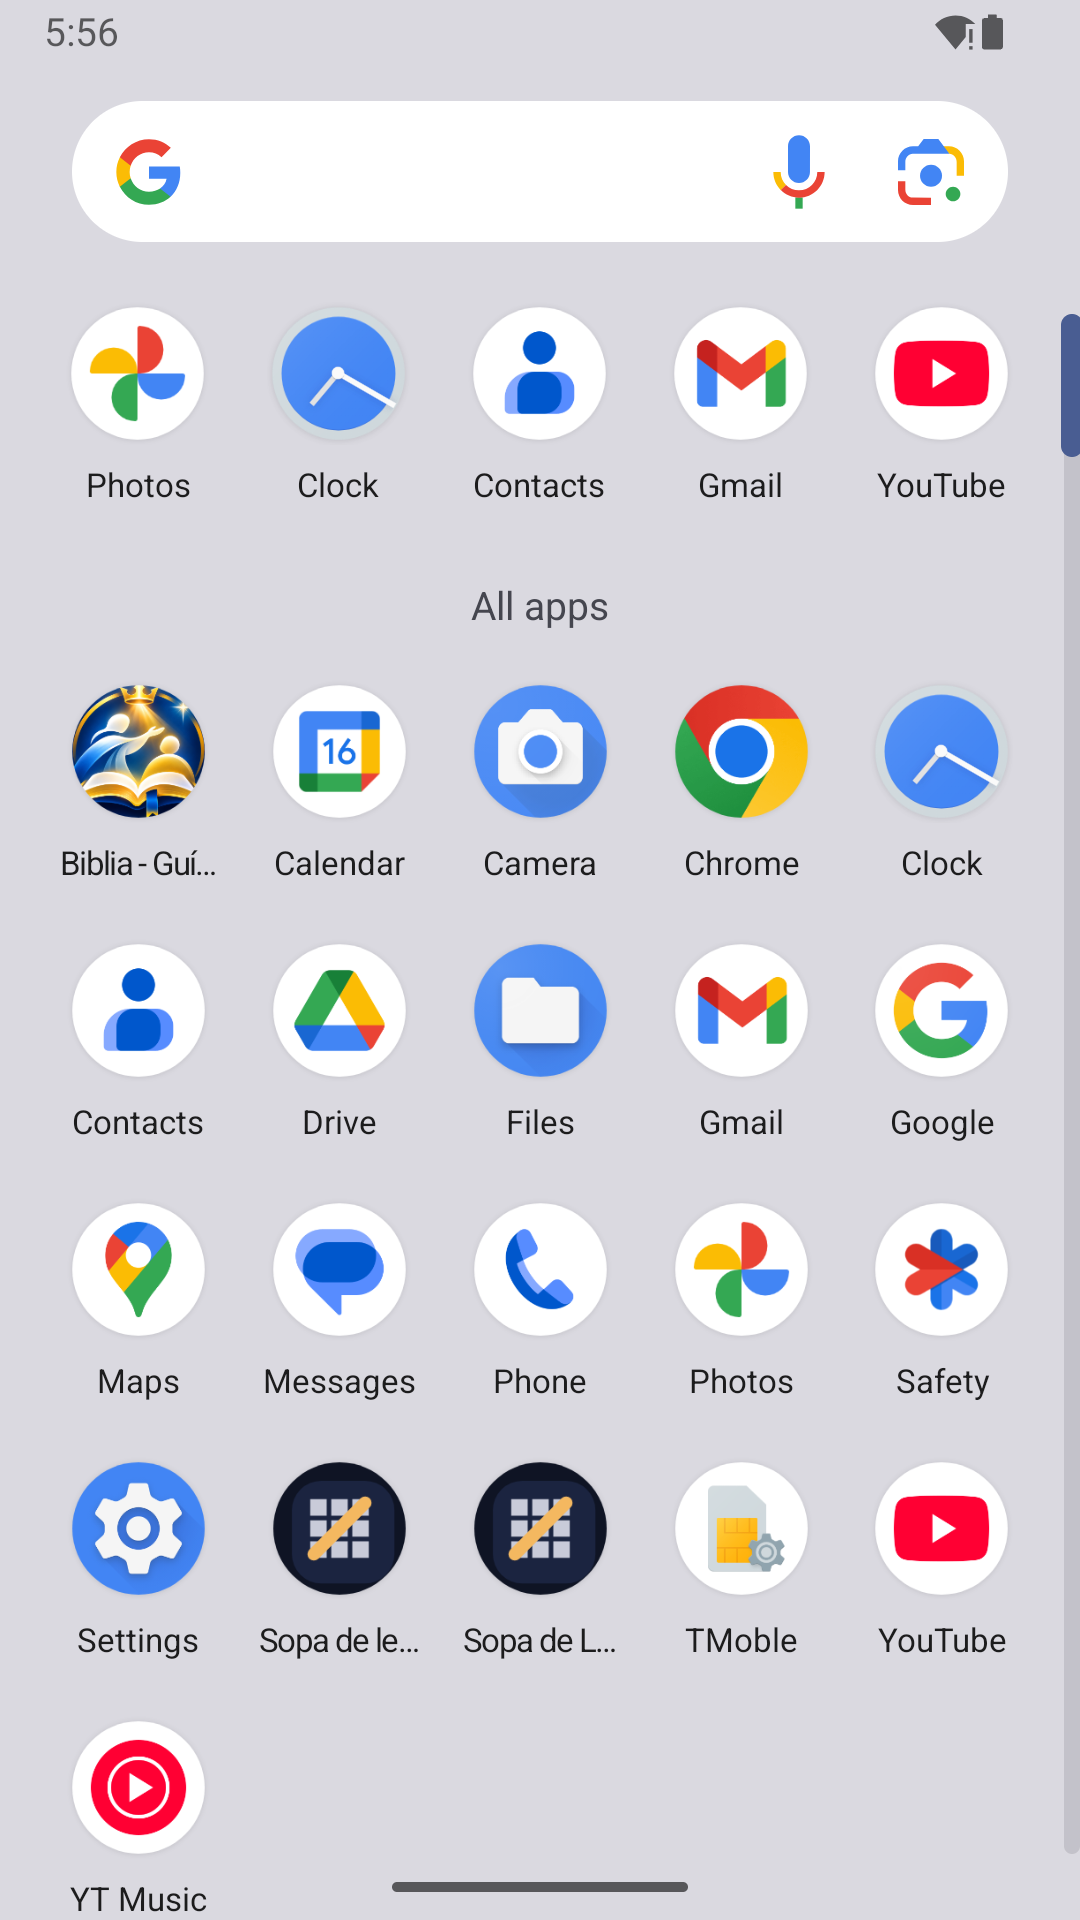 5:56
Photos
Clock
Contacts
Gmail
YouTube
All apps
Biblia - Guí...
Calendar
16
Camera
Chrome
Clock
Contacts
Drive
Files
Gmail
Google
Maps
Messages
Phone
Photos
Safety
Settings
Sopa de le...
Sopa de L...
TMoble
YouTube
YT Music